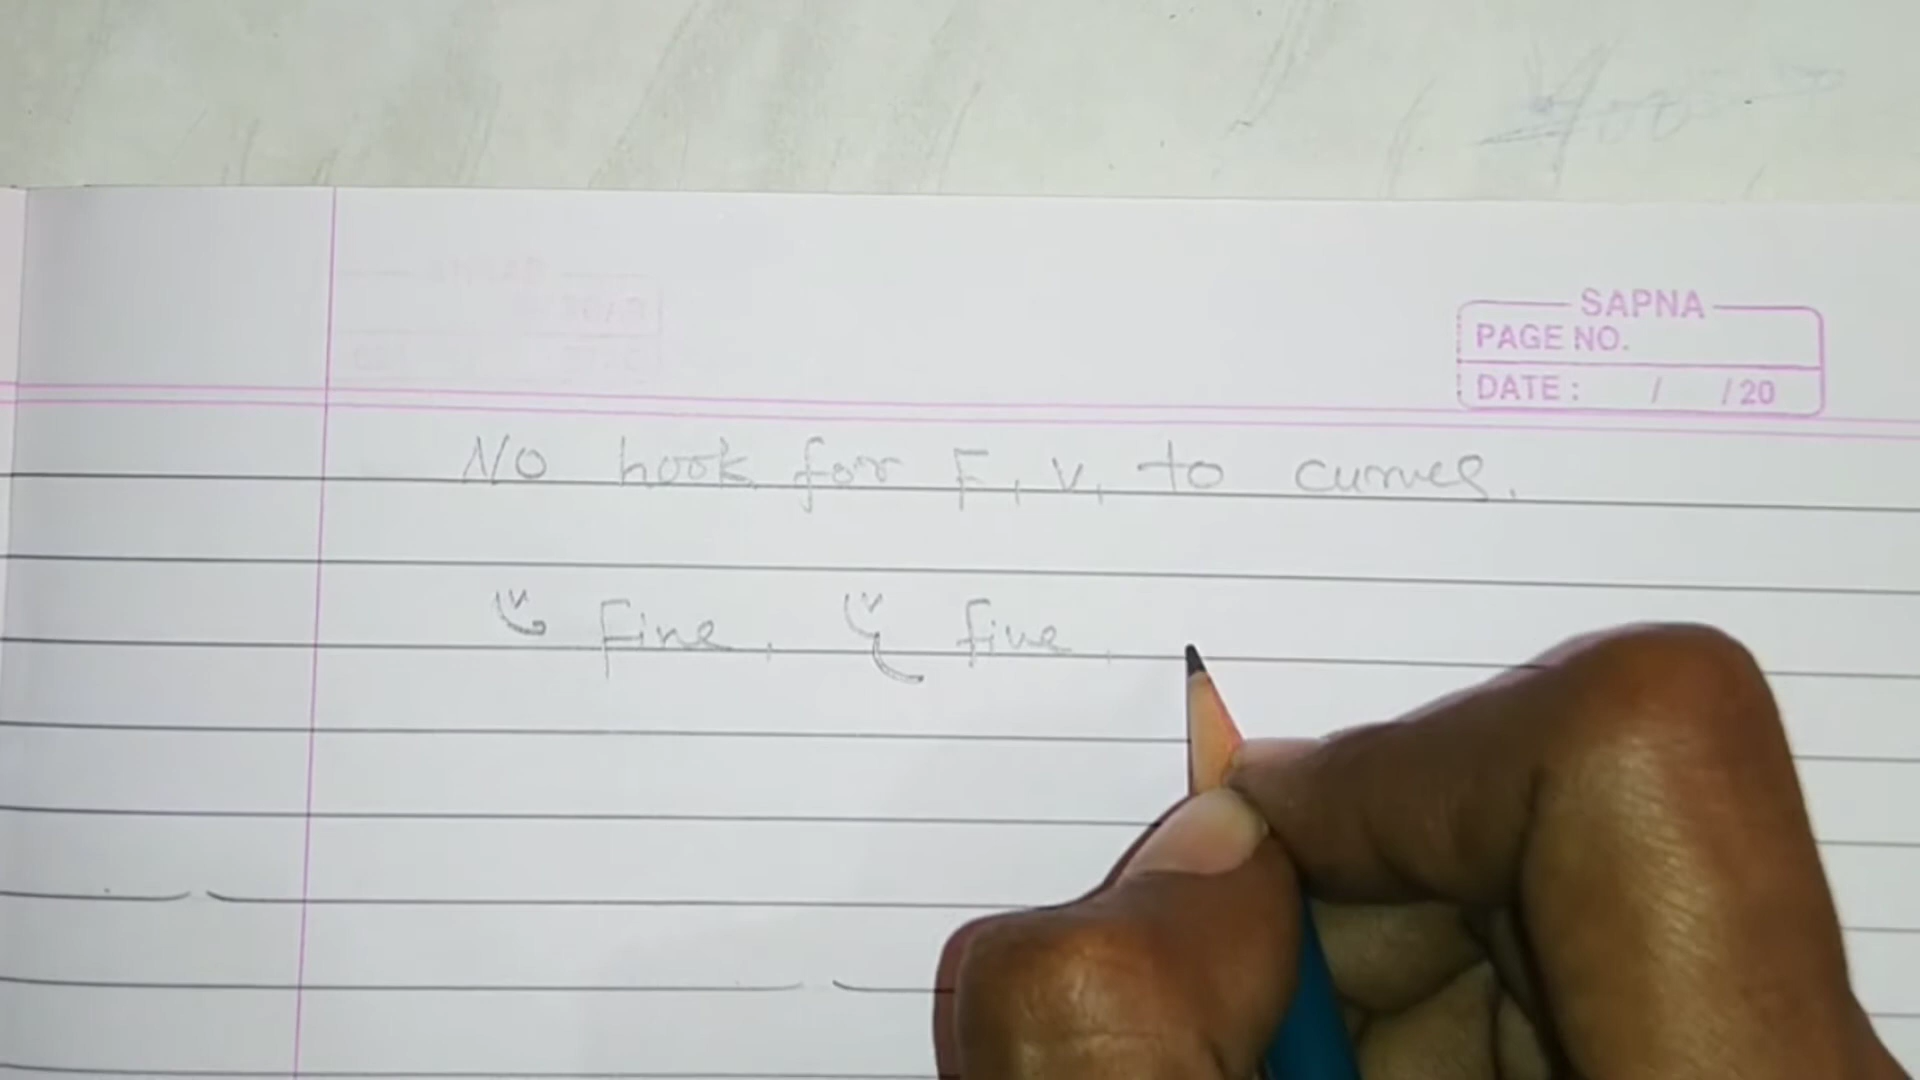 SAPNA
PAGE NO.
DATE : / / 20
No hook for F, V, to curves.
Fine, five,